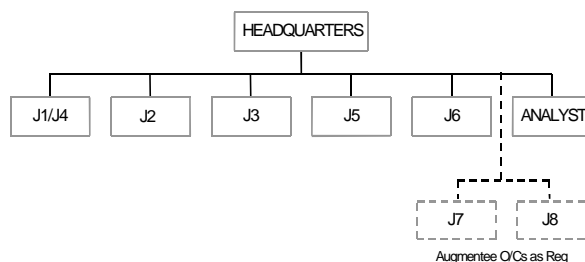 HEADQUARTERS
J1/J4 J2 J3 J5 J6 ANALYST
J7 J8
Augmentee O/Cs as Req